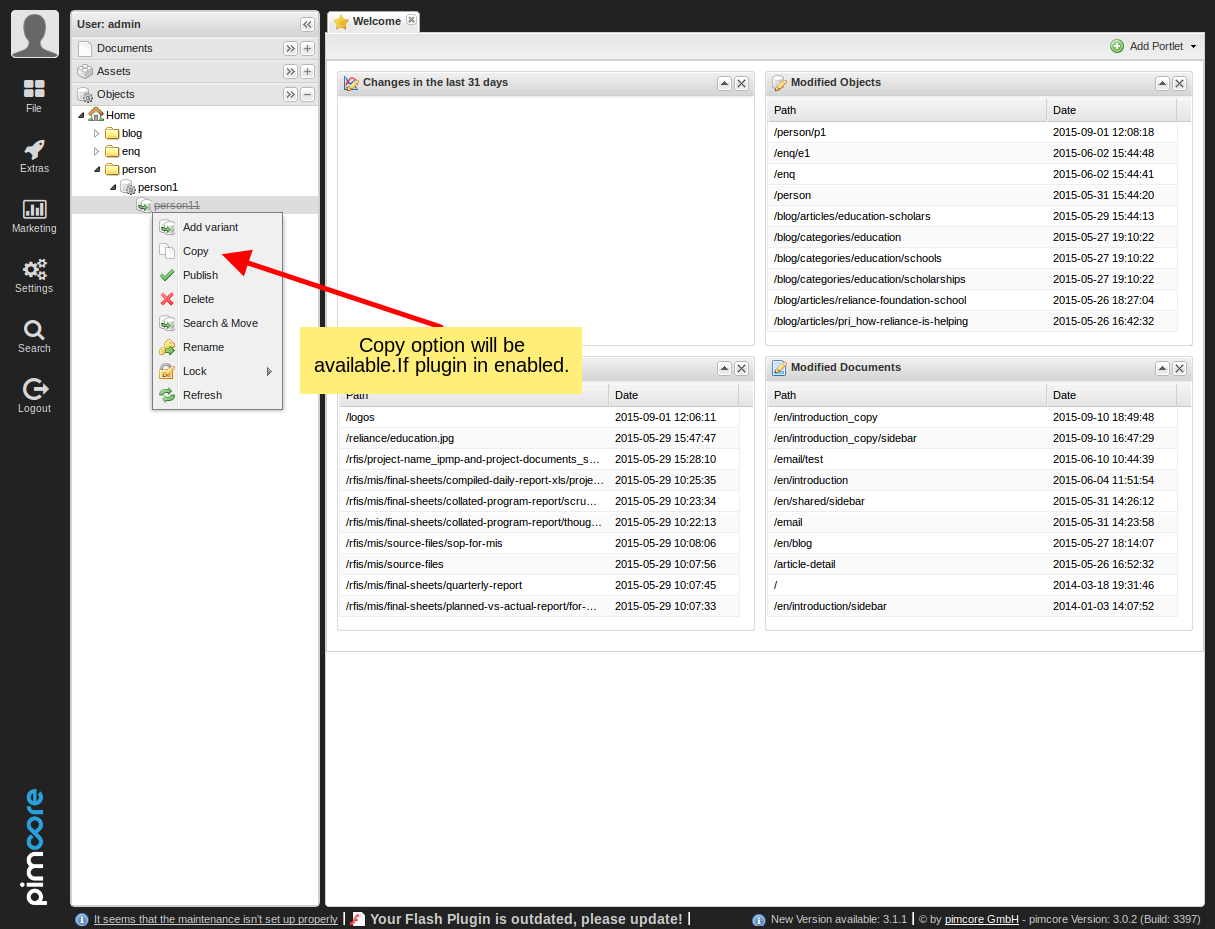 User: admin
Documents
Assets
Objects
Home
blog
enq
person
person1
person11
Add variant
Copy
Publish
Delete
Search & Move
Rename
Lock
Refresh
File
Extras
Marketing
Settings
Search
Logout
pimcore
Welcome
Add Portlet
Changes in the last 31 days
Copy option will be
available.If plugin in enabled.
Modified Objects
Path Date
/person/p1 2015-09-01 12:08:18
/enq/e1 2015-06-02 15:44:48
/enq 2015-06-02 15:44:41
/person 2015-05-31 15:44:20
/blog/articles/education-scholars 2015-05-29 15:44:13
/blog/categories/education 2015-05-27 19:10:22
/blog/categories/education/schools 2015-05-27 19:10:22
/blog/categories/education/scholarships 2015-05-27 19:10:22
/blog/articles/reliance-foundation-school 2015-05-26 18:27:04
/blog/articles/pri_how-reliance-is-helping 2015-05-26 16:42:32
Path Date
/logos 2015-09-01 12:06:11
/reliance/education.jpg 2015-05-29 15:47:47
/rfis/project-name_ipmp-and-project-documents_s... 2015-05-29 15:28:10
/rfis/mis/final-sheets/compiled-daily-report-xls/proje... 2015-05-29 10:25:35
/rfis/mis/final-sheets/collated-program-report/scru... 2015-05-29 10:23:34
/rfis/mis/final-sheets/collated-program-report/thoug... 2015-05-29 10:22:13
/rfis/mis/source-files/sop-for-mis 2015-05-29 10:08:06
/rfis/mis/source-files 2015-05-29 10:07:56
/rfis/mis/final-sheets/quarterly-report 2015-05-29 10:07:45
/rfis/mis/final-sheets/planned-vs-actual-report/for-... 2015-05-29 10:07:33
Modified Documents
Path Date
/en/introduction_copy 2015-09-10 18:49:48
/en/introduction_copy/sidebar 2015-09-10 16:47:29
/email/test 2015-06-10 10:44:39
/en/introduction 2015-06-04 11:51:54
/en/shared/sidebar 2015-05-31 14:26:12
/email 2015-05-31 14:23:58
/en/blog 2015-05-27 18:14:07
/article-detail 2015-05-26 16:52:32
/ 2014-03-18 19:31:46
/en/introduction/sidebar 2014-01-03 14:07:52
It seems that the maintenance isn't set up properly | Your Flash Plugin is outdated, please update! |
New Version available: 3.1.1 | © by pimcore GmbH - pimcore Version: 3.0.2 (Build: 3397)